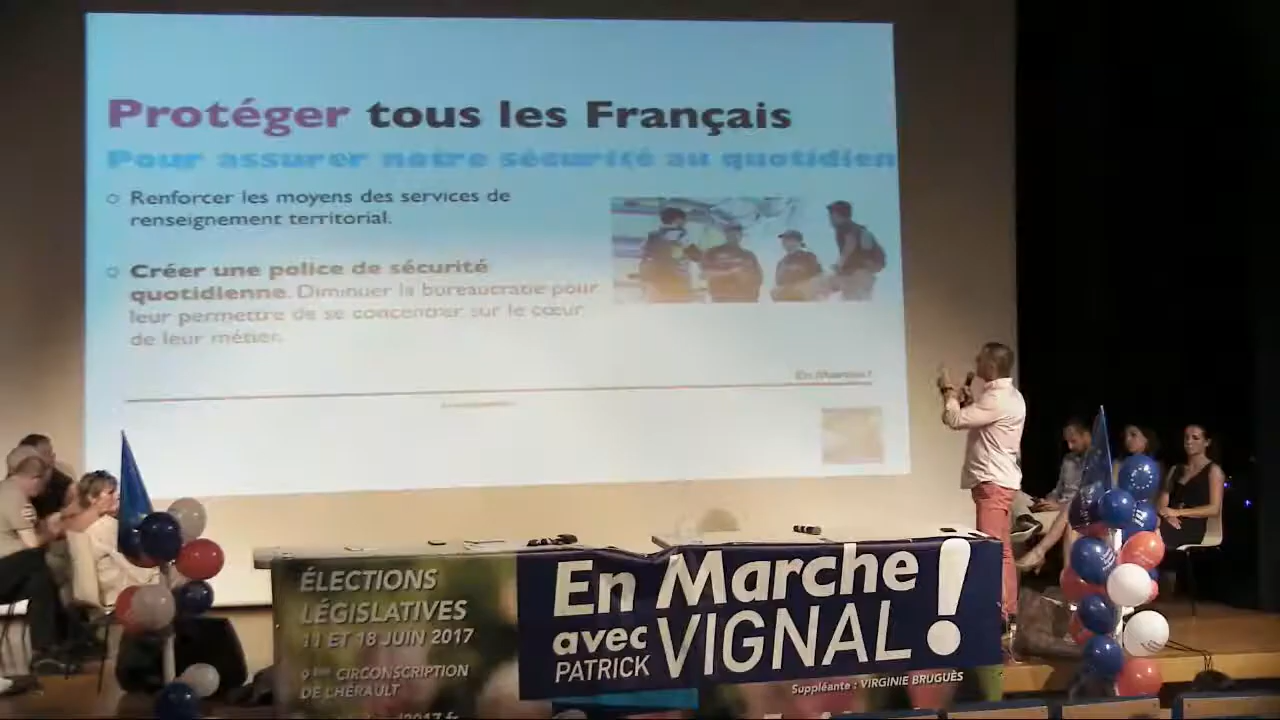 Protéger tous les Français
Pour assurer notre sécurité au quotidien
Renforcer les moyens des services de
renseignement territorial.
Créer une police de sécurité
quotidienne. Diminuer la bureaucratie pour
leur permettre de se concentrer sur le cœur
de leur métier.
En Marche !
ÉLECTIONS
LÉGISLATIVES
11 ET 18 JUIN 2017
9ème CIRCONSCRIPTION
DE L'HÉRAULT
En Marche !
avec
PATRICK VIGNAL
Suppléante : VIRGINIE BRUGUÈS